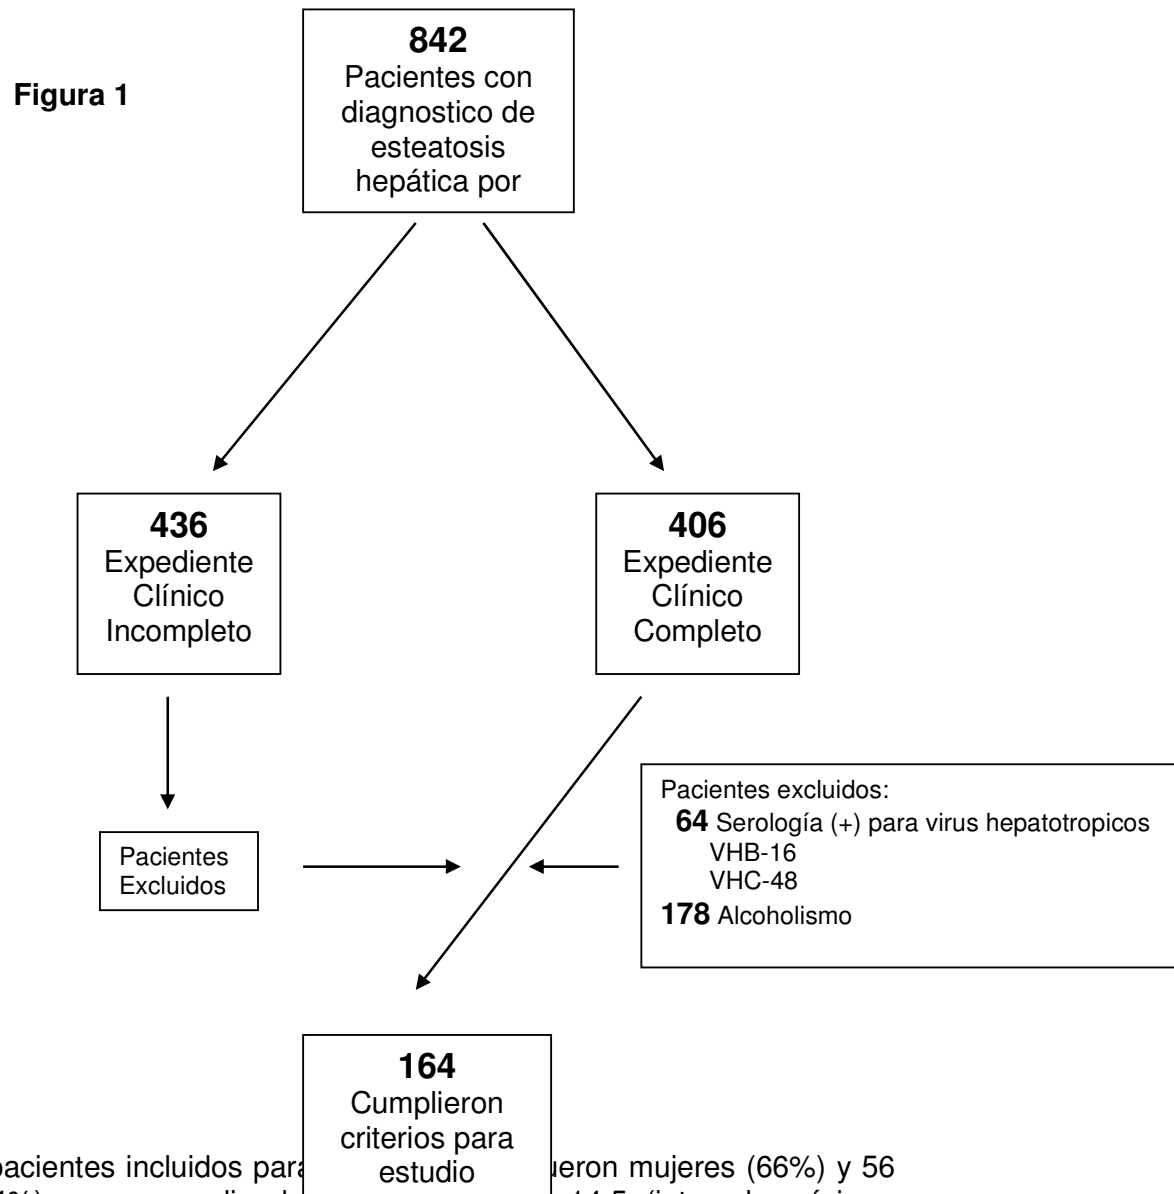 Figura 1
842
Pacientes con
diagnostico de
esteatosis
hepática por
436
Expediente
Clínico
Incompleto
406
Expediente
Clínico
Completo
Pacientes
Excluidos
Pacientes excluidos:
64 Serología (+) para virus hepatotropicos
VHB-16
VHC-48
178 Alcoholismo
164
Cumplieron
criterios para
estudio
pacientes incluidos mujeres (66%) y 56